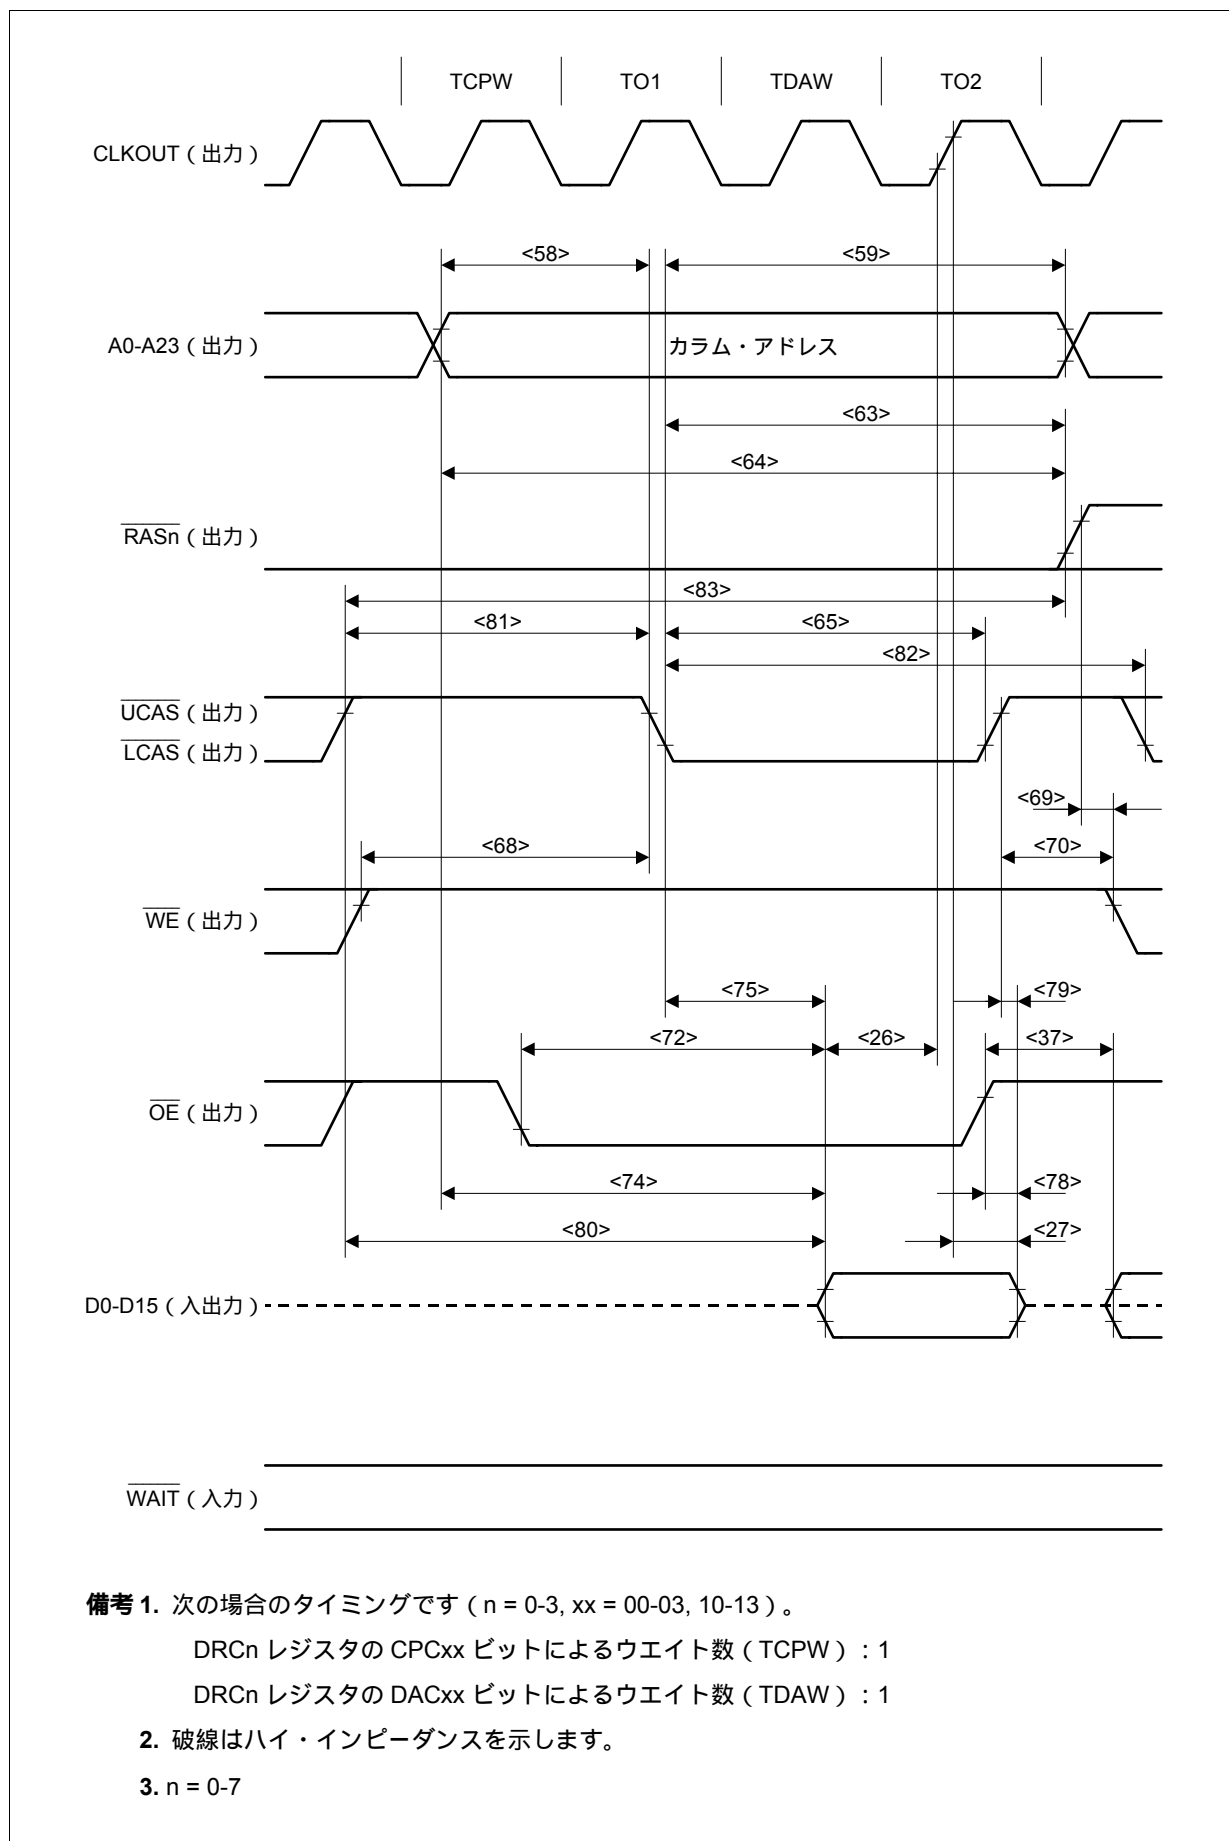 TCPW TO1 TDAW TO2
CLKOUT（出力）
<58> <59>
A0-A23（出力） カラム・アドレス
<63>
<64>
RASn（出力）
<83>
<81> <65>
<82>
UCAS（出力）
LCAS（出力）
<69>
<68> <70>
WE（出力）
<75> <79>
<72> <26> <37>
OE（出力）
<74> <78>
<80> <27>
D0-D15（入出力）
WAIT（入力）
備考 1. 次の場合のタイミングです（n = 0-3, xx = 00-03, 10-13）。
DRCn レジスタの CPCxx ビットによるウエイト数（TCPW）：1
DRCn レジスタの DACxx ビットによるウエイト数（TDAW）：1
2. 破線はハイ・インピーダンスを示します。
3. n = 0-7